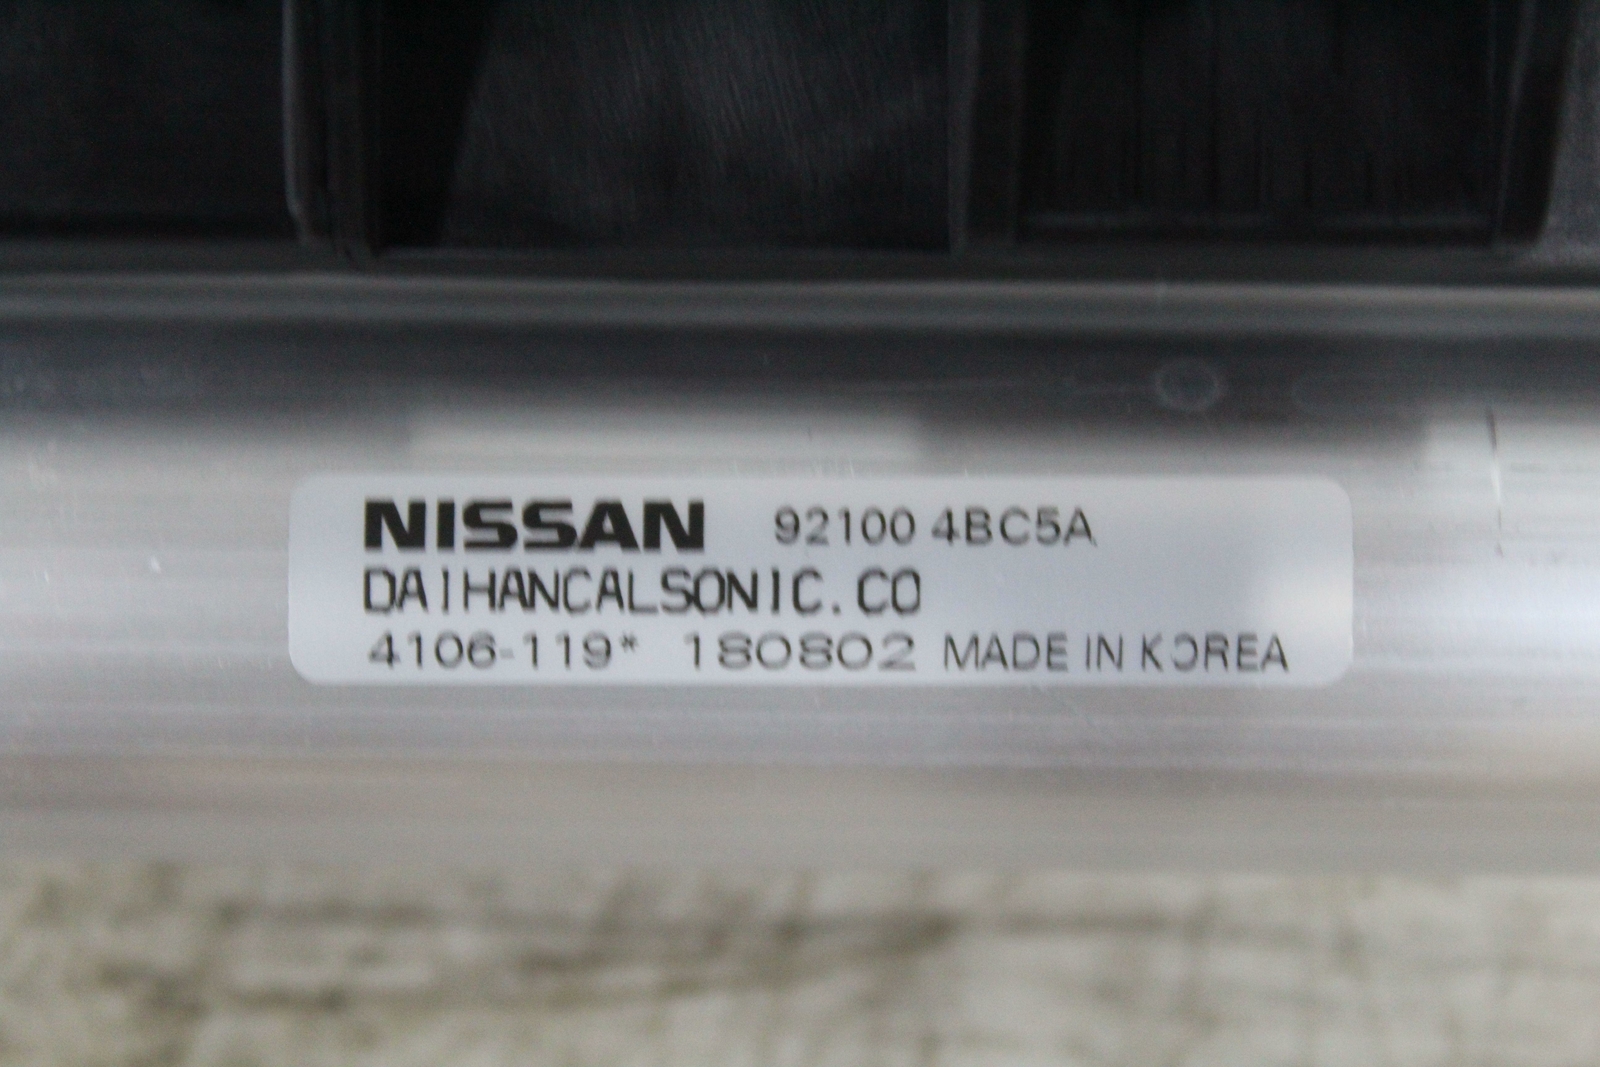 NISSAN 92100 4BC5A
DAIHANCALSONIC.CO
4106-119* 180802 MADE IN KOREA